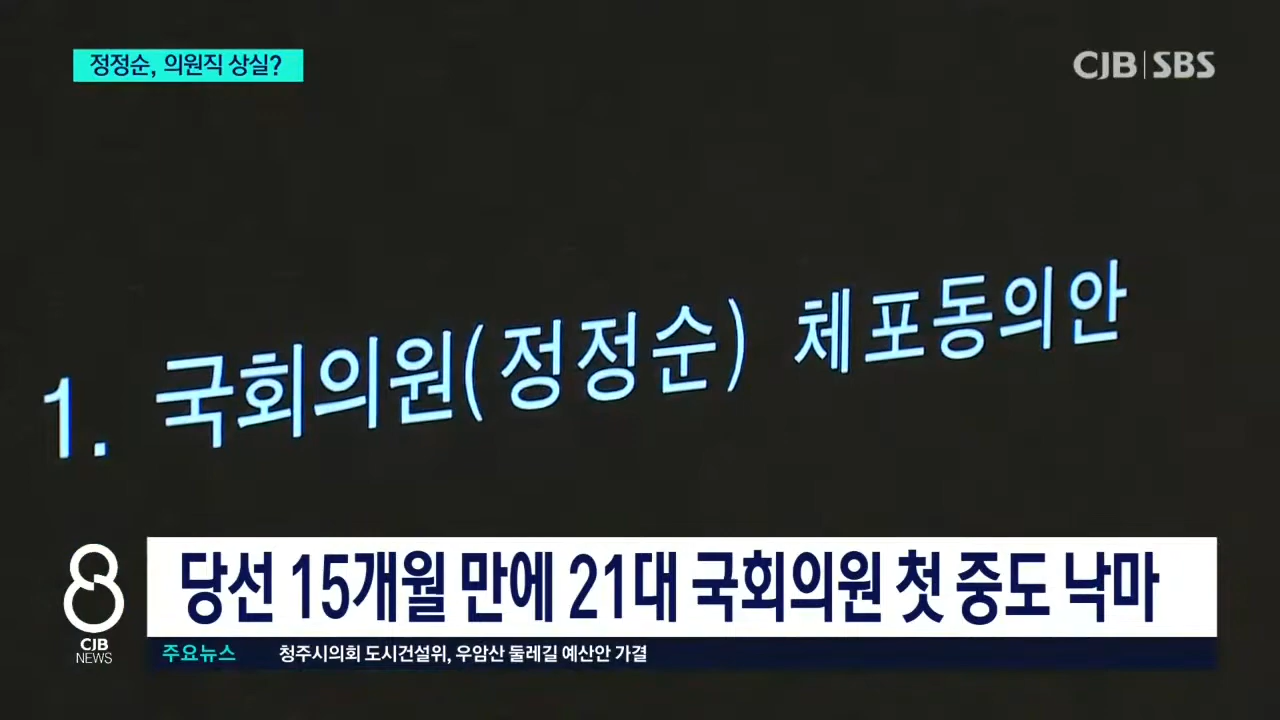 정정순, 의원직 상실?
CJB SBS
1. 국회의원(정정순) 체포동의안
8 당선 15개월 만에 21대 국회의원 첫 중도 낙마
CJB
NEWS
주요뉴스 청주시의회 도시건설위, 우암산 둘레길 예산안 가결